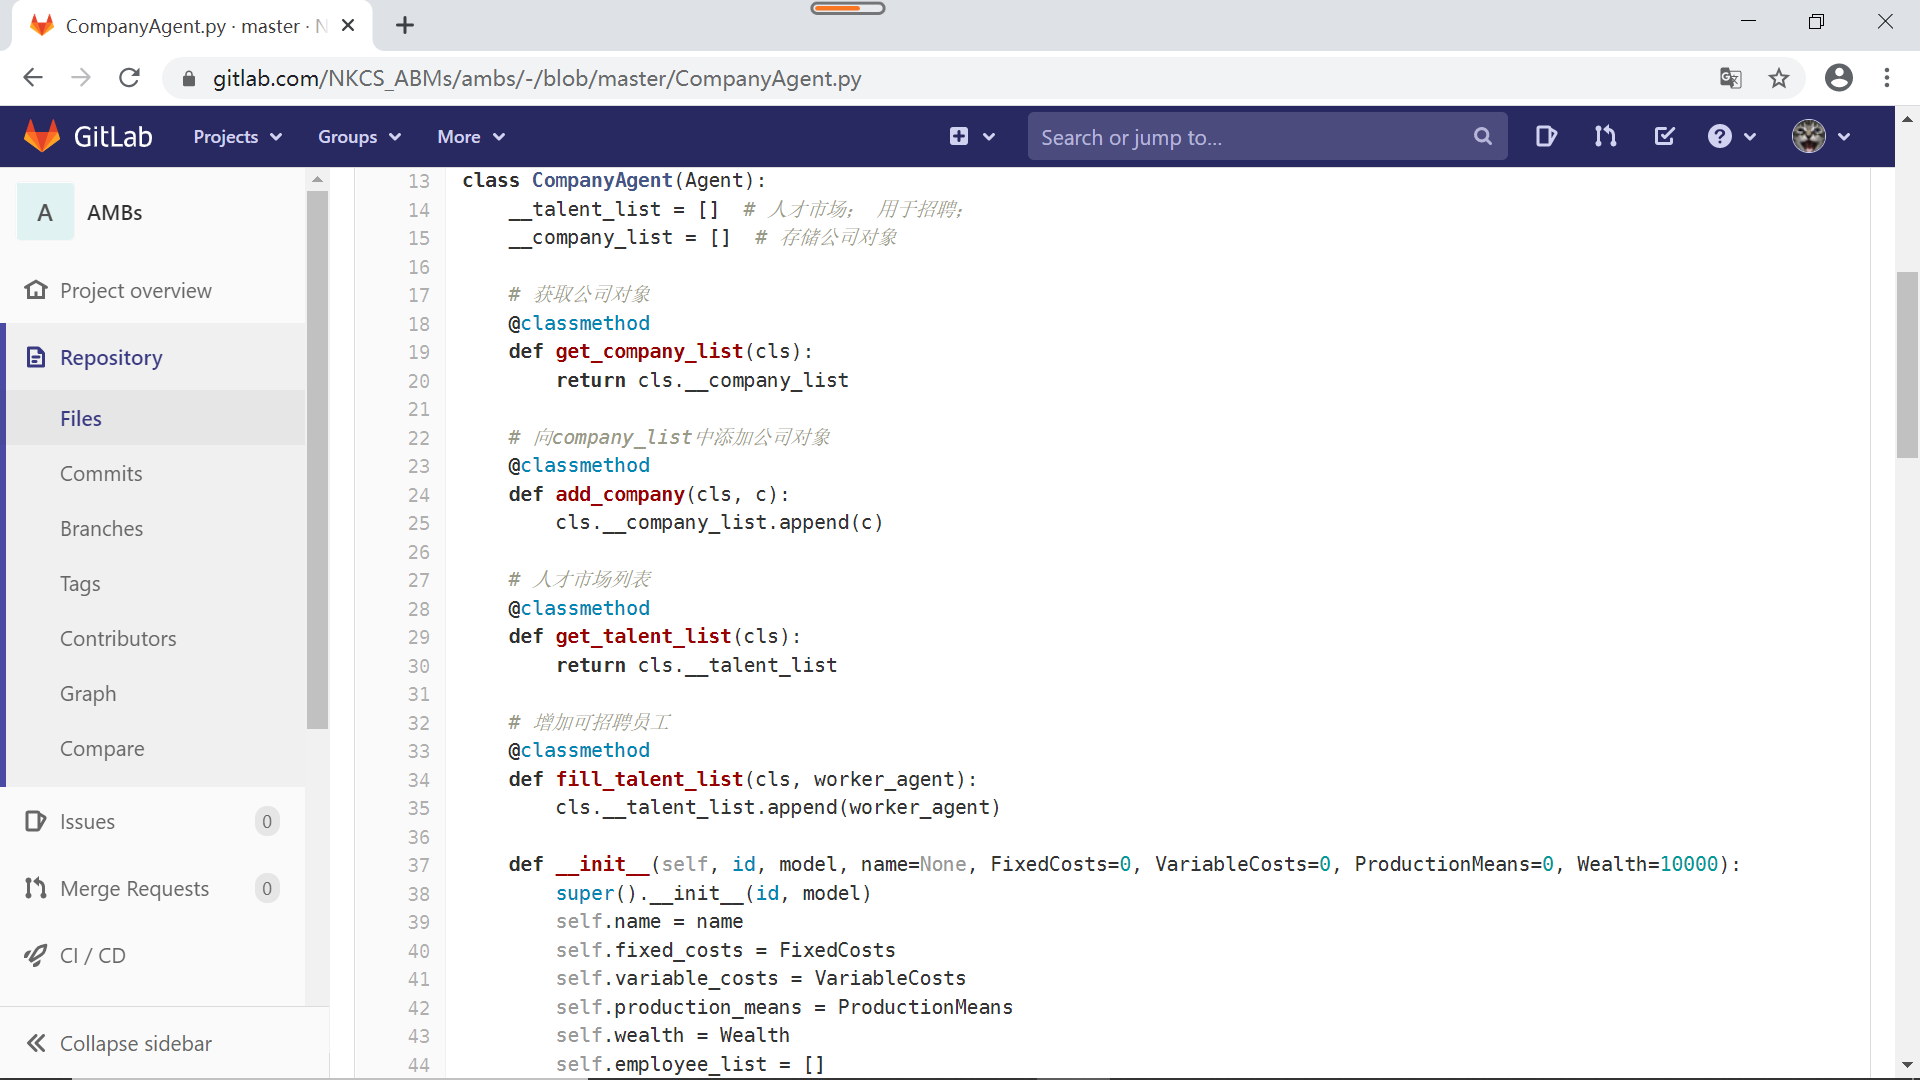 CompanyAgent.py · master · N
gitlab.com/NKCS_ABMs/ambs/-/blob/master/CompanyAgent.py
GitLab Projects Groups More Search or jump to...
A AMBs
Project overview
Repository
Files
Commits
Branches
Tags
Contributors
Graph
Compare
Issues 0
Merge Requests 0
CI / CD
Collapse sidebar
13 class CompanyAgent(Agent):
14 __talent_list = [] # 人才市场； 用于招聘；
15 __company_list = [] # 存储公司对象
16
17 # 获取公司对象
18 @classmethod
19 def get_company_list(cls):
20 return cls.__company_list
21
22 # 向company_list中添加公司对象
23 @classmethod
24 def add_company(cls, c):
25 cls.__company_list.append(c)
26
27 # 人才市场列表
28 @classmethod
29 def get_talent_list(cls):
30 return cls.__talent_list
31
32 # 增加可招聘员工
33 @classmethod
34 def fill_talent_list(cls, worker_agent):
35 cls.__talent_list.append(worker_agent)
36
37 def __init__(self, id, model, name=None, FixedCosts=0, VariableCosts=0, ProductionMeans=0, Wealth=10000):
38 super().__init__(id, model)
39 self.name = name
40 self.fixed_costs = FixedCosts
41 self.variable_costs = VariableCosts
42 self.production_means = ProductionMeans
43 self.wealth = Wealth
44 self.employee_list = []